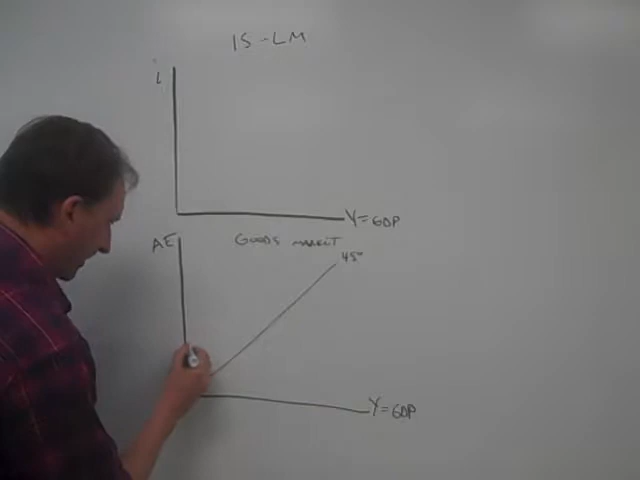 IS-LM
i
Y=GDP
AE GOODS MARKET
45°
Y=GDP